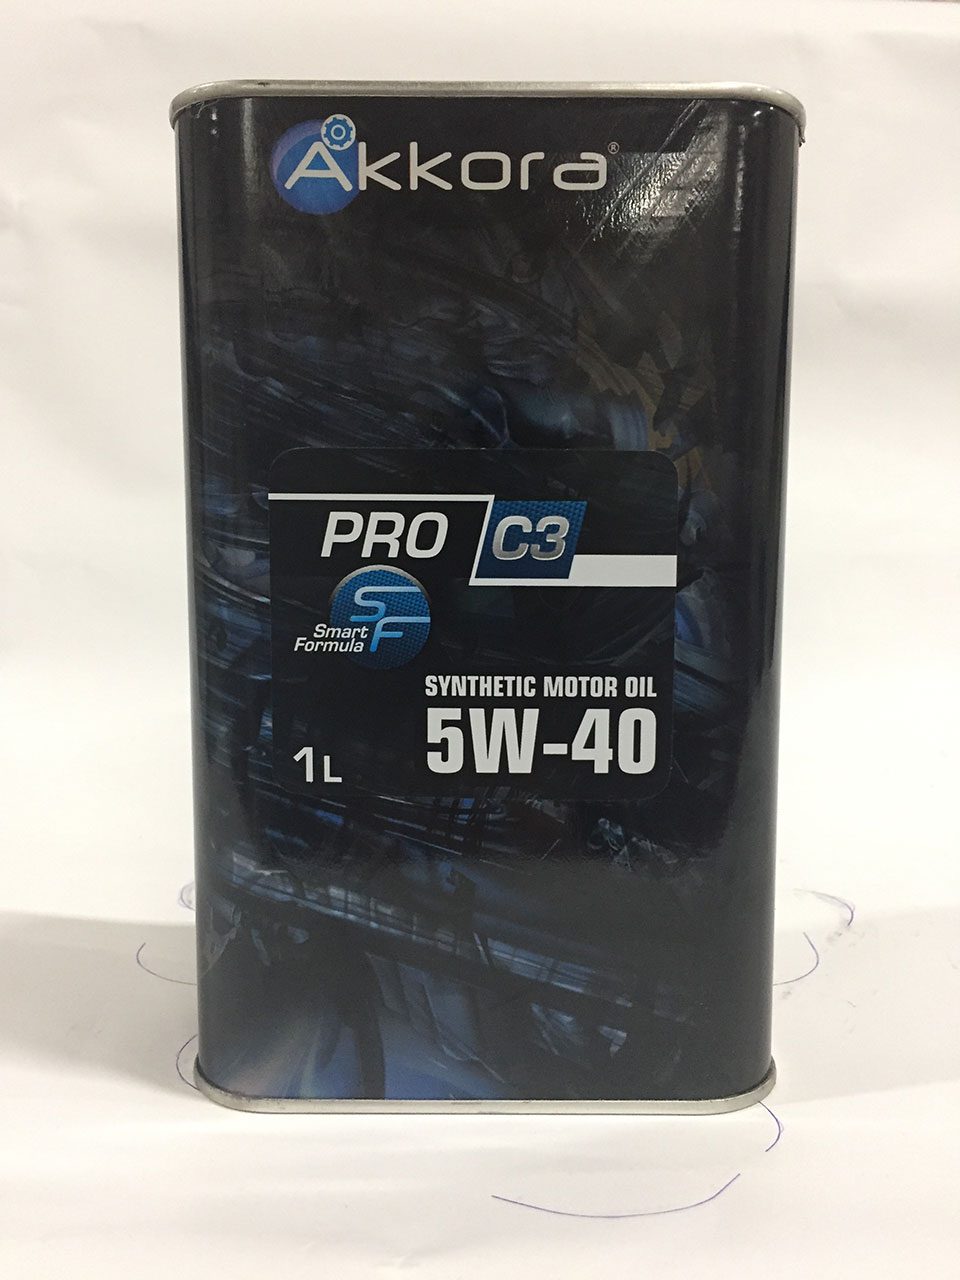 Akkora®
PRO C3
SF
Smart
Formula
SYNTHETIC MOTOR OIL
1L 5W-40